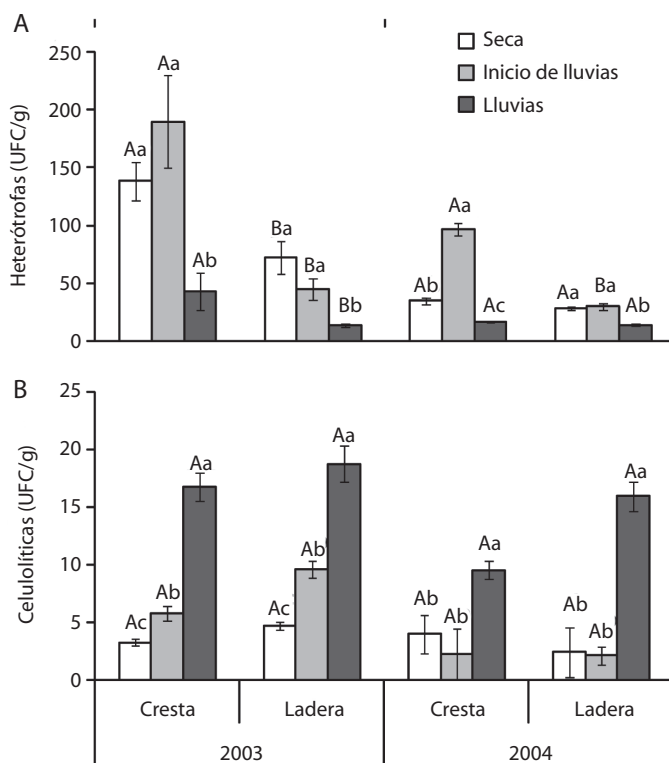 A
Heterótrofas (UFC/g)
250
200
150
100
50
0
Seca
Inicio de lluvias
Lluvias
Aa
Aa
Ab
Ba
Ba
Bb
Ab
Aa
Ac
Aa
Ba
Ab
B
Celulolíticas (UFC/g)
25
20
15
10
5
0
Ac
Ab
Aa
Ac
Ab
Aa
Ab
Ab
Aa
Ab
Ab
Aa
Cresta
Ladera
Cresta
Ladera
2003
2004